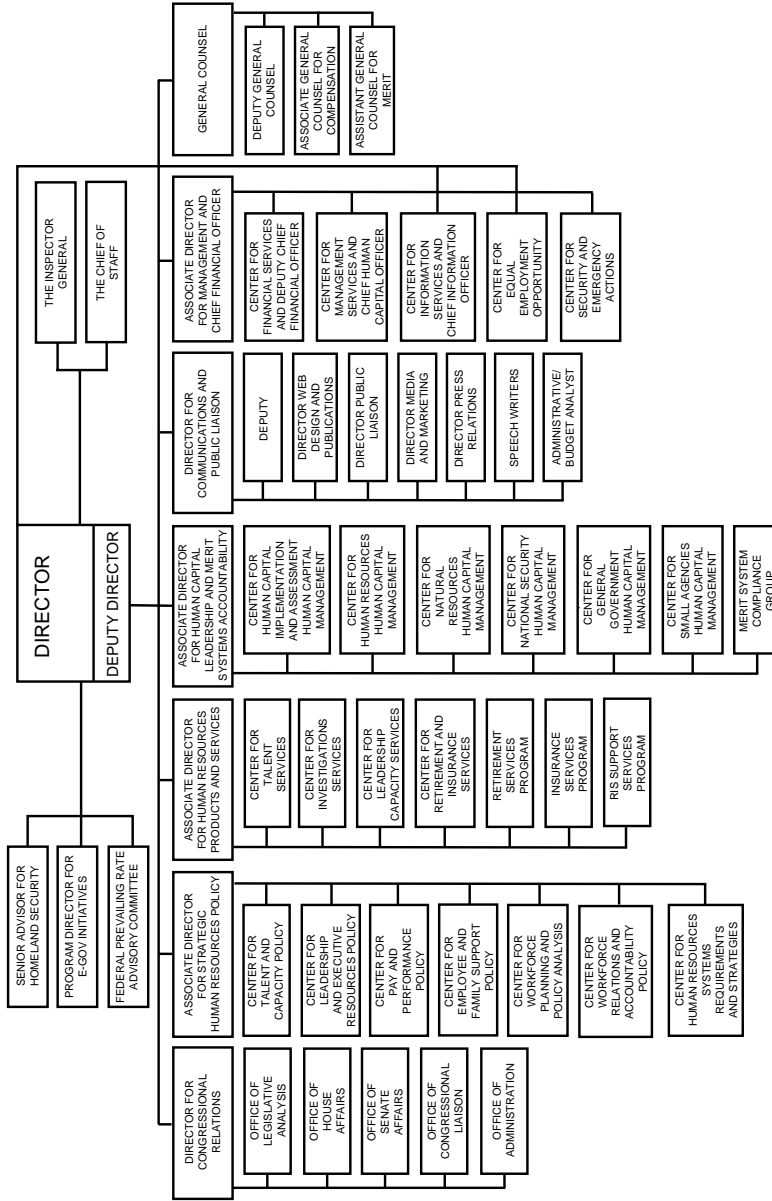 DIRECTOR
DEPUTY DIRECTOR
SENIOR ADVISOR FOR
HOMELAND SECURITY
PROGRAM DIRECTOR FOR
E-GOV INITIATIVES
FEDERAL PREVAILING RATE
ADVISORY COMMITTEE
THE INSPECTOR
GENERAL
THE CHIEF OF
STAFF
DIRECTOR FOR
CONGRESSIONAL
RELATIONS
OFFICE OF
LEGISLATIVE
ANALYSIS
OFFICE OF
HOUSE
AFFAIRS
OFFICE OF
SENATE
AFFAIRS
OFFICE OF
CONGRESSIONAL
LIAISON
OFFICE OF
ADMINISTRATION
ASSOCIATE DIRECTOR
FOR STRATEGIC
HUMAN RESOURCES POLICY
CENTER FOR
TALENT AND
CAPACITY POLICY
CENTER FOR
LEADERSHIP
AND EXECUTIVE
RESOURCES POLICY
CENTER FOR
PAY AND
PERFORMANCE
POLICY
CENTER FOR
EMPLOYEE AND
FAMILY SUPPORT
POLICY
CENTER FOR
WORKFORCE
PLANNING AND
POLICY ANALYSIS
CENTER FOR
WORKFORCE
RELATIONS AND
ACCOUNTABILITY
POLICY
CENTER FOR
HUMAN RESOURCES
SYSTEMS
REQUIREMENTS
AND STRATEGIES
ASSOCIATE DIRECTOR
FOR HUMAN RESOURCES
PRODUCTS AND SERVICES
CENTER FOR
TALENT
SERVICES
CENTER FOR
INVESTIGATIONS
SERVICES
CENTER FOR
LEADERSHIP
CAPACITY SERVICES
CENTER FOR
RETIREMENT AND
INSURANCE
SERVICES
RETIREMENT
SERVICES
PROGRAM
INSURANCE
SERVICES
PROGRAM
RIS SUPPORT
SERVICES
PROGRAM
ASSOCIATE DIRECTOR
FOR HUMAN CAPITAL
LEADERSHIP AND MERIT
SYSTEMS ACCOUNTABILITY
CENTER FOR
HUMAN CAPITAL
IMPLEMENTATION
AND ASSESSMENT
HUMAN CAPITAL
MANAGEMENT
CENTER FOR
HUMAN RESOURCES
HUMAN CAPITAL
MANAGEMENT
CENTER FOR
NATURAL
RESOURCES
HUMAN CAPITAL
MANAGEMENT
CENTER FOR
NATIONAL SECURITY
HUMAN CAPITAL
MANAGEMENT
CENTER FOR
GENERAL
GOVERNMENT
HUMAN CAPITAL
MANAGEMENT
CENTER FOR
SMALL AGENCIES
HUMAN CAPITAL
MANAGEMENT
MERIT SYSTEM
COMPLIANCE
GROUP
DIRECTOR FOR
COMMUNICATIONS AND
PUBLIC LIAISON
DEPUTY
DIRECTOR WEB
DESIGN AND
PUBLICATIONS
DIRECTOR PUBLIC
LIAISON
DIRECTOR MEDIA
AND MARKETING
DIRECTOR PRESS
RELATIONS
SPEECH WRITERS
ADMINISTRATIVE/
BUDGET ANALYST
ASSOCIATE DIRECTOR
FOR MANAGEMENT AND
CHIEF FINANCIAL OFFICER
CENTER FOR
FINANCIAL SERVICES
AND DEPUTY CHIEF
FINANCIAL OFFICER
CENTER FOR
MANAGEMENT
SERVICES AND
CHIEF HUMAN
CAPITAL OFFICER
CENTER FOR
INFORMATION
SERVICES AND
CHIEF INFORMATION
OFFICER
CENTER FOR
EQUAL
EMPLOYMENT
OPPORTUNITY
CENTER FOR
SECURITY AND
EMERGENCY
ACTIONS
GENERAL COUNSEL
DEPUTY GENERAL
COUNSEL
ASSOCIATE GENERAL
COUNSEL FOR
COMPENSATION
ASSISTANT GENERAL
COUNSEL FOR
MERIT